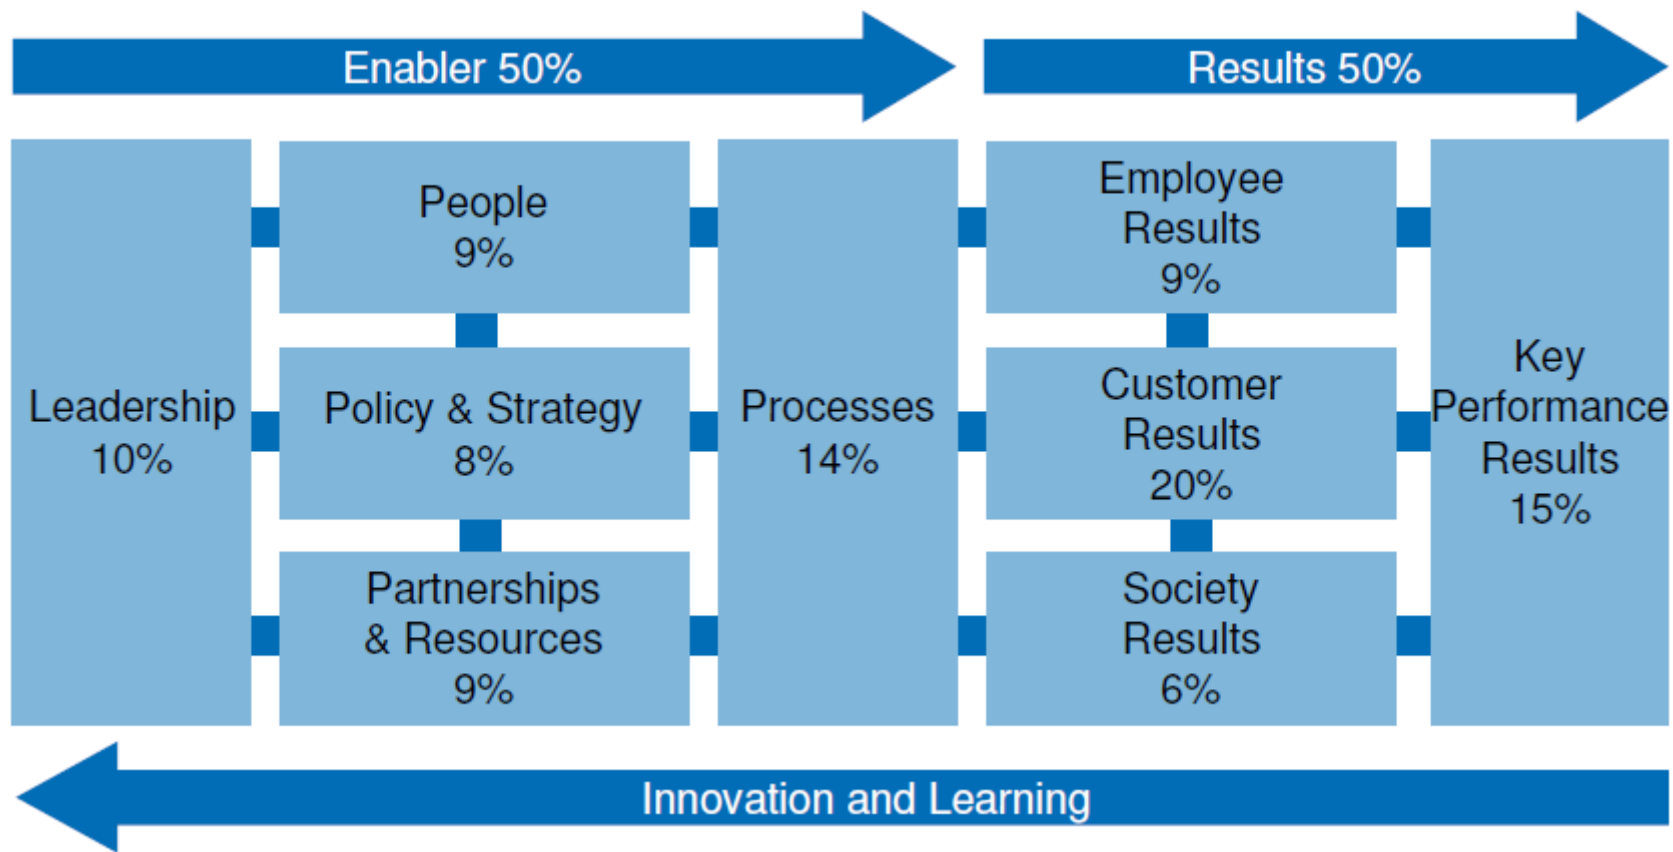 Enabler 50%
Results 50%
Leadership
10%
People
9%
Policy & Strategy
8%
Partnerships
& Resources
9%
Processes
14%
Employee
Results
9%
Customer
Results
20%
Society
Results
6%
Key
Performance
Results
15%
Innovation and Learning